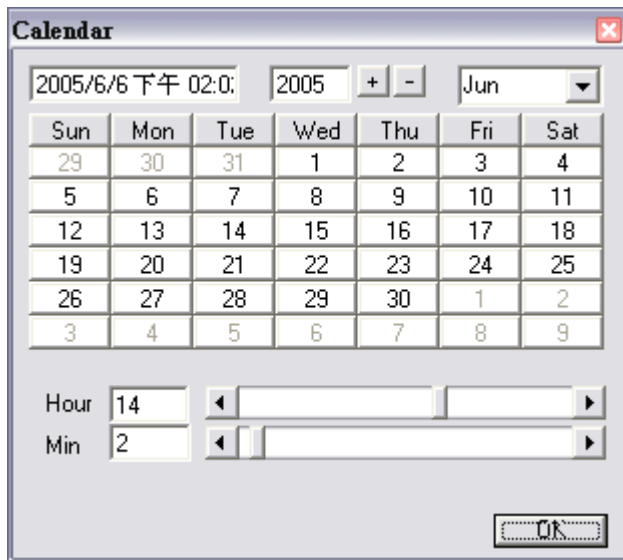 Calendar
2005/6/6 下午 02:0 2005 + - Jun
Sun Mon Tue Wed Thu Fri Sat
29 30 31 1 2 3 4
5 6 7 8 9 10 11
12 13 14 15 16 17 18
19 20 21 22 23 24 25
26 27 28 29 30 1 2
3 4 5 6 7 8 9
Hour 14
Min 2
OK